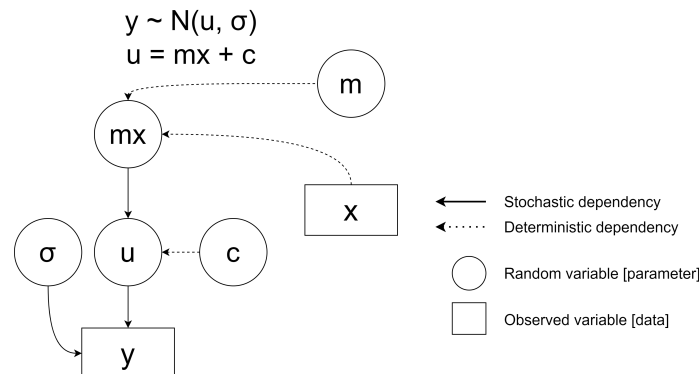 y ~ N(u, σ)
u = mx + c
m
mx
x
σ
u
c
y
Stochastic dependency
Deterministic dependency
Random variable [parameter]
Observed variable [data]